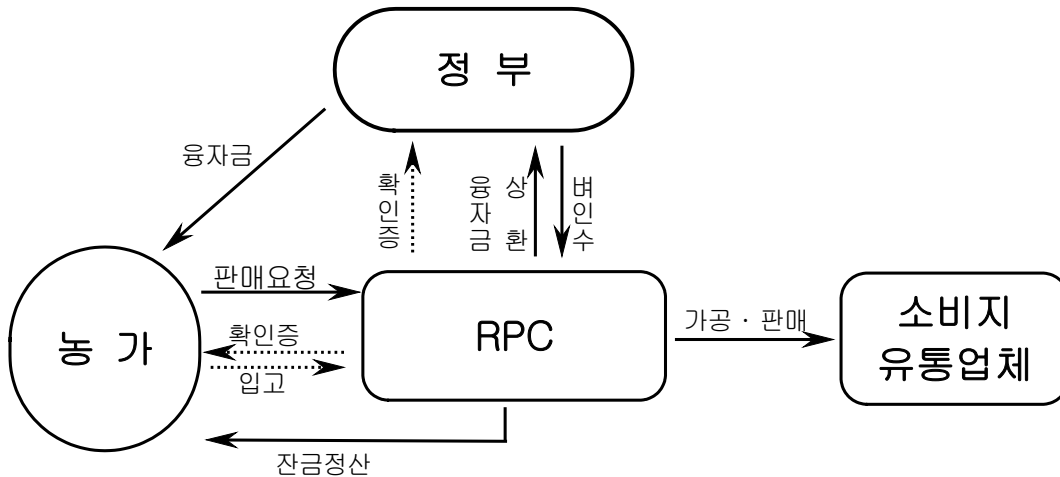 정 부
융자금
확인증
융자금
상환
벼인수
농 가
판매요청
확인증
입고
잔금정산
RPC
가공 · 판매
소비지
유통업체